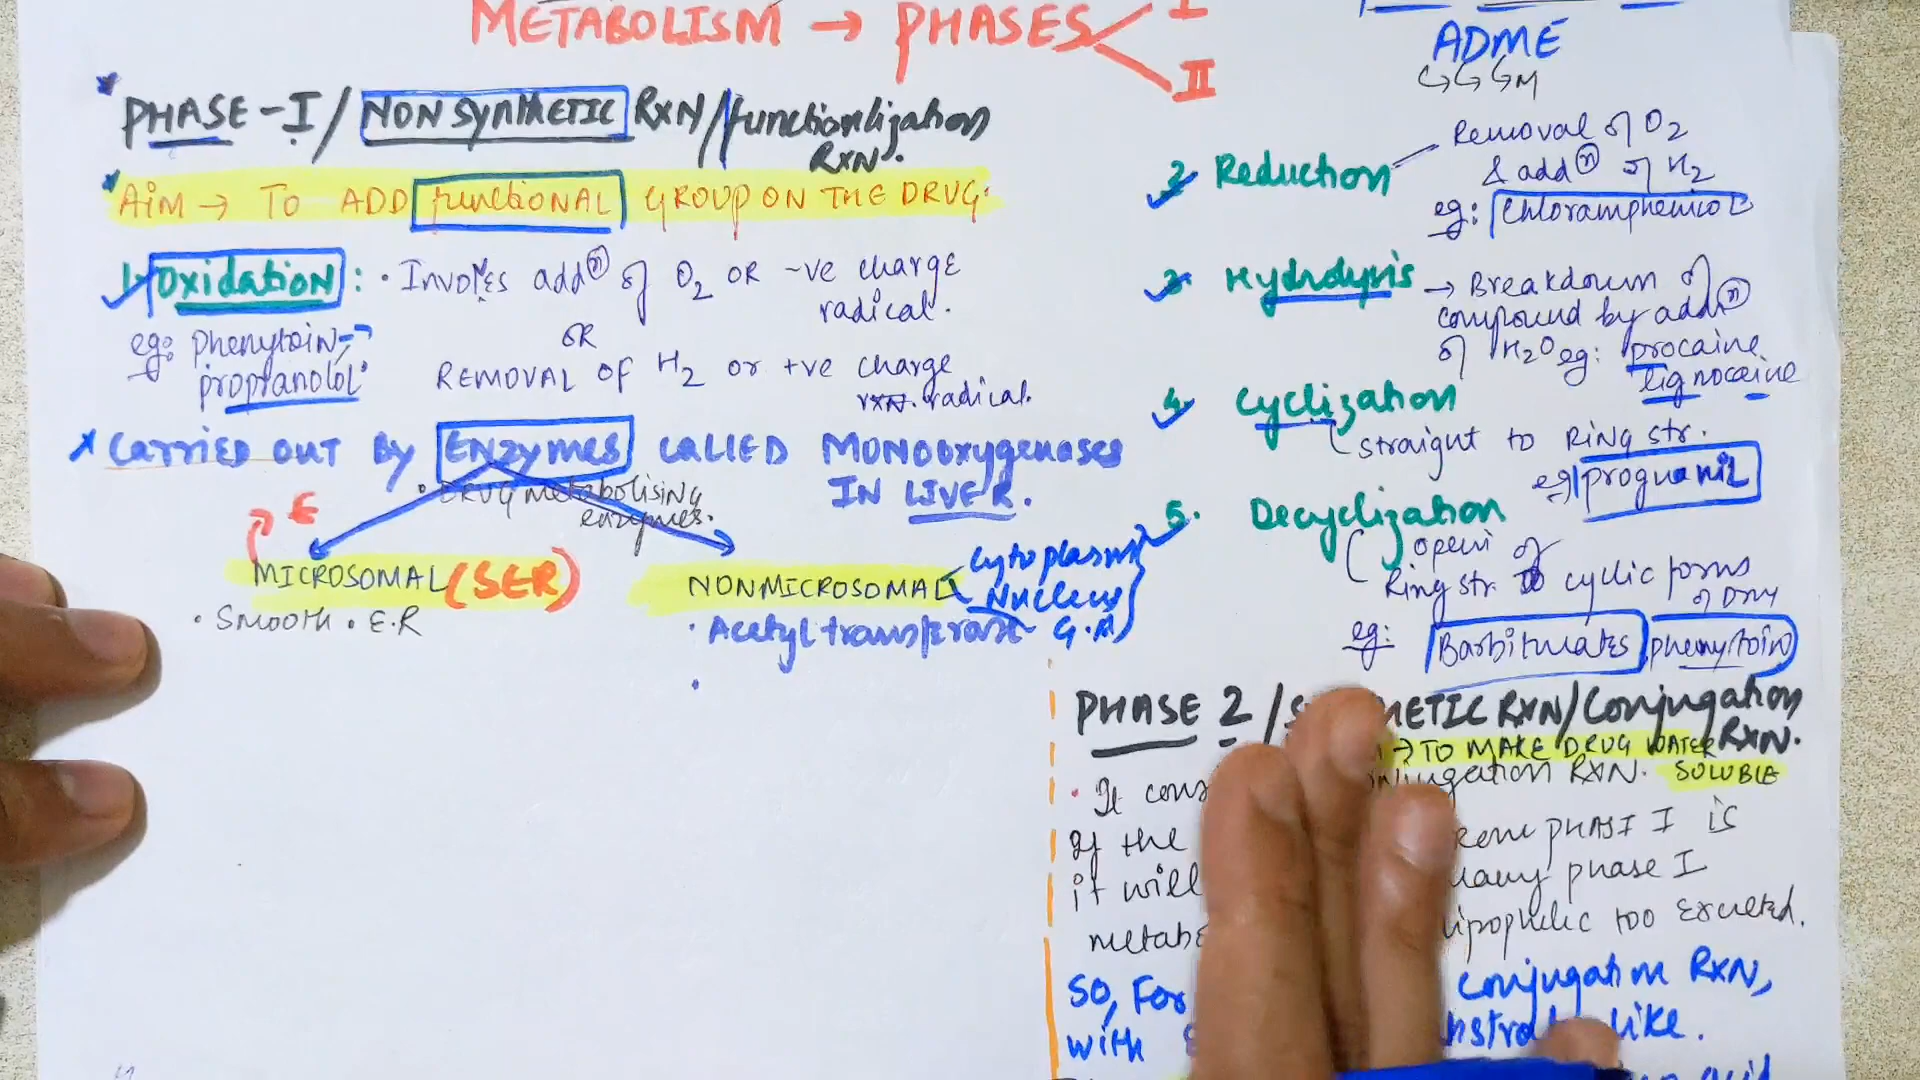 METABOLISM → PHASES I
II
ADME
↳ ↳ ↳ M
PHASE-I/ NON SYNTHETIC RXN/functionlization
RXN.
AIM → TO ADD functioNAL GROUP ON THE DRUG.
1. Oxidation : • Involves add(n) of O2 OR -ve charge
radical.
eg: phenytoin
propranolol
OR
REMOVAL OF H2 or +ve charge
radical.
* Carried out by Enzymes called MONOOxygenases
IN LIVER.
• DRUG metabolising
enzymes.
E
MICROSOMAL (SER)
• Smooth. E.R
NONMICROSOMAL
Cytoplasm
Nucleus
G.M
• Acetyl transferase
•
2. Reduction
Removal of O2
& add(n) of H2
eg: Chloramphenicol
3. Hydrolysis → Breakdown of
compound by add(n)
of H2O eg: procaine
lignocaine
4. Cyclization
straight to RiNg str.
eg proguaniL
5. Decyclization
open of
Ring str. cyclic forms
of Drug
eg: Barbiturates, phenytoin
PHASE 2 / RXN/Conjugation
RXN.
→ TO MAKE DRUG WATER
SOLUBLE
• It cons RXN.
If the PHASE I is
it will many phase I
metabo lipophilic too excreted.
SO, For conjugation RXN,
with like.
acid